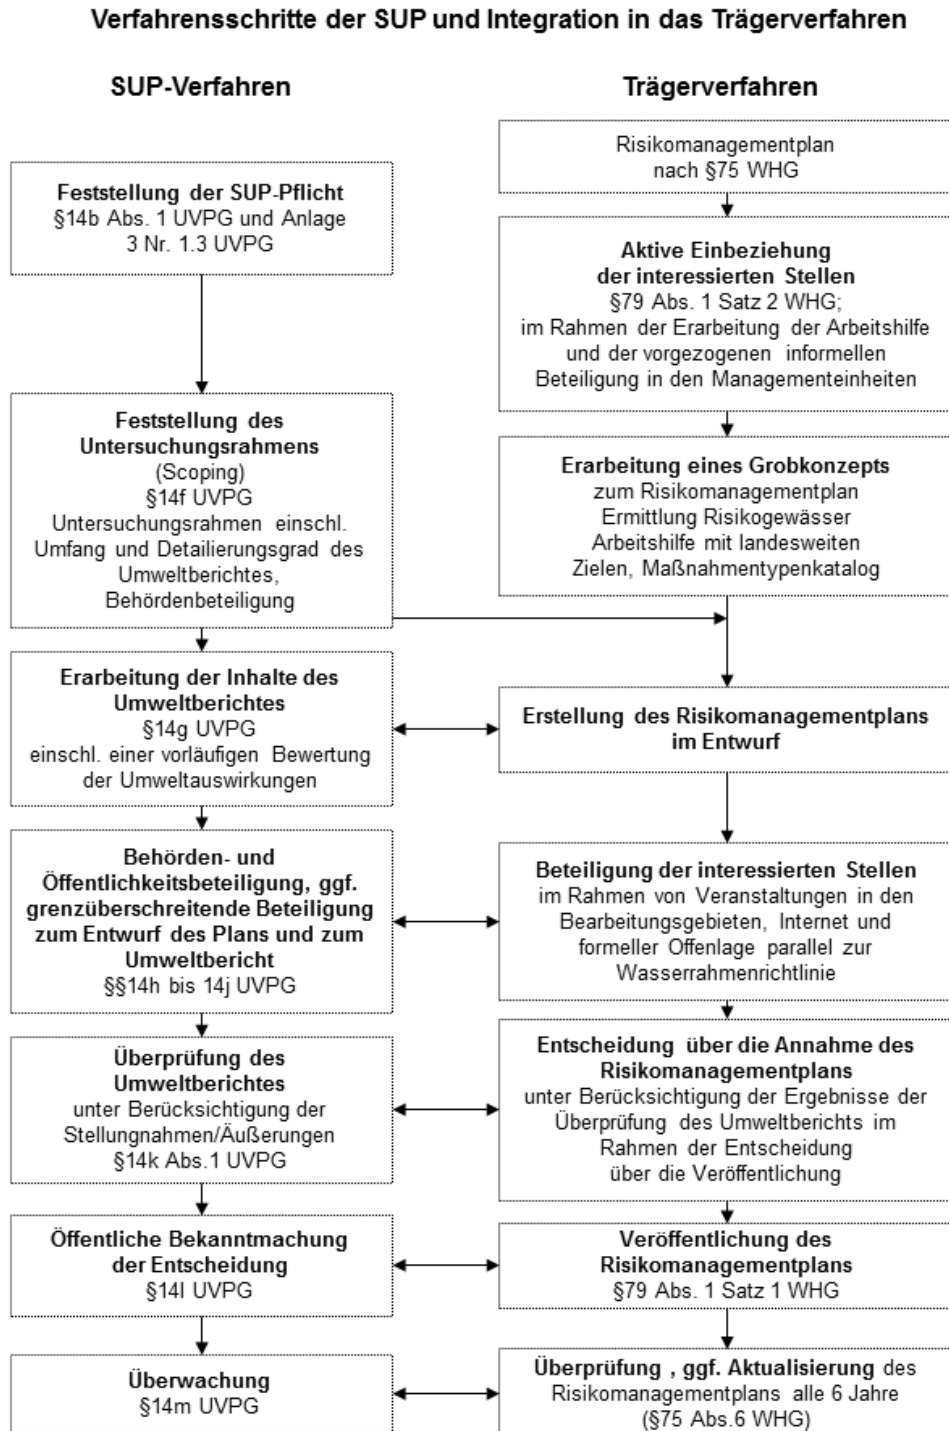 Verfahrensschritte der SUP und Integration in das Trägerverfahren
SUP-Verfahren
Feststellung der SUP-Pflicht
§14b Abs. 1 UVPG und Anlage
3 Nr. 1.3 UVPG
Feststellung des
Untersuchungsrahmens
(Scoping)
§14f UVPG
Untersuchungsrahmen einschl.
Umfang und Detailierungsgrad des
Umweltberichtes,
Behördenbeteiligung
Erarbeitung der Inhalte des
Umweltberichtes
§14g UVPG
einschl. einer vorläufigen Bewertung
der Umweltauswirkungen
Behörden- und
Öffentlichkeitsbeteiligung, ggf.
grenzüberschreitende Beteiligung
zum Entwurf des Plans und zum
Umweltbericht
§§14h bis 14j UVPG
Überprüfung des
Umweltberichtes
unter Berücksichtigung der
Stellungnahmen/Äußerungen
§14k Abs.1 UVPG
Öffentliche Bekanntmachung
der Entscheidung
§14l UVPG
Überwachung
§14m UVPG
Trägerverfahren
Risikomanagementplan
nach §75 WHG
Aktive Einbeziehung
der interessierten Stellen
§79 Abs. 1 Satz 2 WHG;
im Rahmen der Erarbeitung der Arbeitshilfe
und der vorgezogenen informellen
Beteiligung in den Managementeinheiten
Erarbeitung eines Grobkonzepts
zum Risikomanagementplan
Ermittlung Risikogewässer
Arbeitshilfe mit landesweiten
Zielen, Maßnahmentypenkatalog
Erstellung des Risikomanagementplans
im Entwurf
Beteiligung der interessierten Stellen
im Rahmen von Veranstaltungen in den
Bearbeitungsgebieten, Internet und
formeller Offenlage parallel zur
Wasserrahmenrichtlinie
Entscheidung über die Annahme des
Risikomanagementplans
unter Berücksichtigung der Ergebnisse der
Überprüfung des Umweltberichts im
Rahmen der Entscheidung
über die Veröffentlichung
Veröffentlichung des
Risikomanagementplans
§79 Abs. 1 Satz 1 WHG
Überprüfung , ggf. Aktualisierung des
Risikomanagementplans alle 6 Jahre
(§75 Abs.6 WHG)